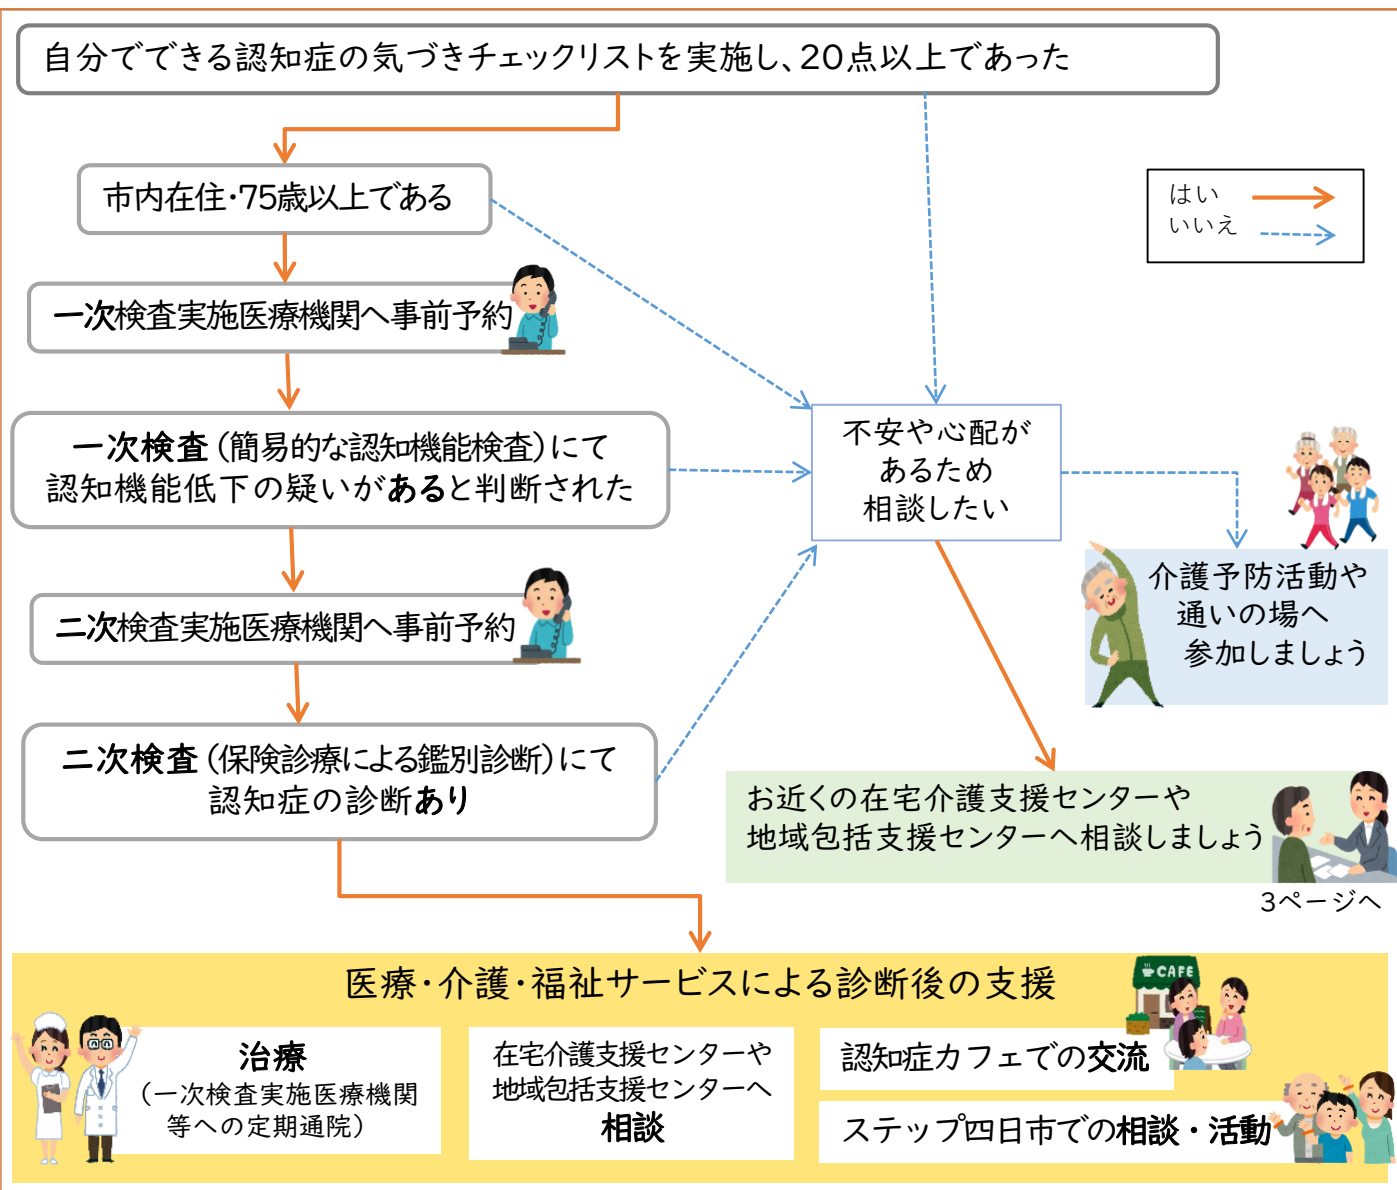 自分でできる認知症の気づきチェックリストを実施し、20点以上であった
市内在住・75歳以上である
はい
いいえ
一次検査実施医療機関へ事前予約
一次検査(簡易的な認知機能検査)にて
認知機能低下の疑いがあると判断された
不安や心配が
あるため
相談したい
二次検査実施医療機関へ事前予約
介護予防活動や
通いの場へ
参加しましょう
二次検査(保険診療による鑑別診断)にて
認知症の診断あり
お近くの在宅介護支援センターや
地域包括支援センターへ相談しましょう
3ページへ
医療・介護・福祉サービスによる診断後の支援
CAFE
治療
(一次検査実施医療機関
等への定期通院)
在宅介護支援センターや
地域包括支援センターへ
相談
認知症カフェでの交流
ステップ四日市での相談・活動